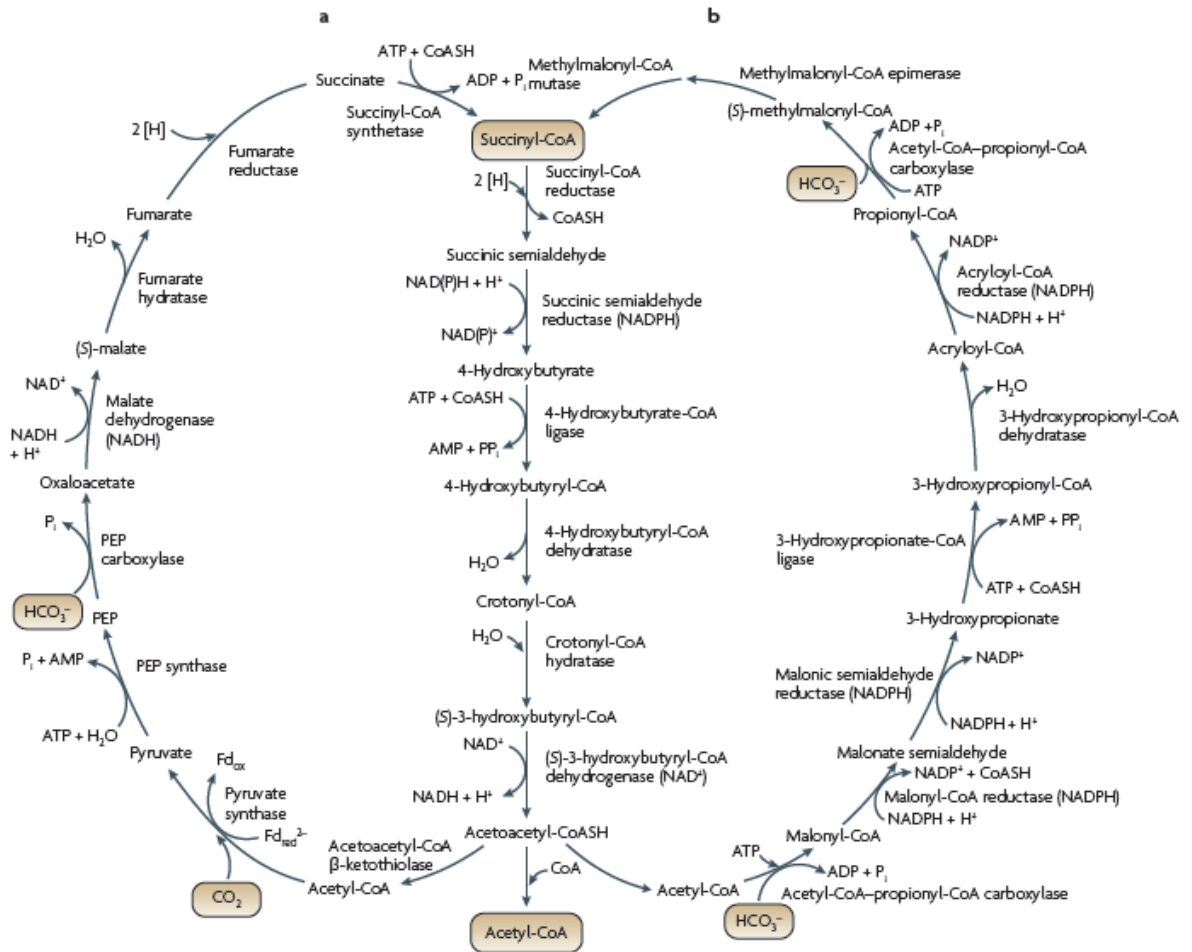 a
b
ATP + CoASH
ADP + Pi
Succinate
Succinyl-CoA
synthetase
Methylmalonyl-CoA
mutase
Methylmalonyl-CoA epimerase
(S)-methylmalonyl-CoA
Succinyl-CoA
2 [H]
Fumarate
reductase
Fumarate
H₂O
Fumarate
hydratase
(S)-malate
NAD⁺
Malate
dehydrogenase
(NADH)
NADH
+ H⁺
Oxaloacetate
Pi
PEP
carboxylase
HCO₃⁻
PEP
Pi + AMP
PEP synthase
ATP + H₂O
Pyruvate
Fdox
Pyruvate
synthase
Fdred²⁻
CO₂
Acetyl-CoA
Acetoacetyl-CoA
β-ketothiolase
2 [H]
Succinyl-CoA
reductase
CoASH
Succinic semialdehyde
NAD(P)H + H⁺
Succinic semialdehyde
reductase (NADPH)
NAD(P)⁺
4-Hydroxybutyrate
ATP + CoASH
4-Hydroxybutyrate-CoA
ligase
AMP + PPi
4-Hydroxybutyryl-CoA
4-Hydroxybutyryl-CoA
dehydratase
H₂O
Crotonyl-CoA
H₂O
Crotonyl-CoA
hydratase
(S)-3-hydroxybutyryl-CoA
NAD⁺
(S)-3-hydroxybutyryl-CoA
dehydrogenase (NAD⁺)
NADH + H⁺
Acetoacetyl-CoASH
CoA
Acetyl-CoA
ADP + Pi
Acetyl-CoA–propionyl-CoA
carboxylase
HCO₃⁻
ATP
Propionyl-CoA
NADP⁺
Acryloyl-CoA
reductase (NADPH)
NADPH + H⁺
Acryloyl-CoA
H₂O
3-Hydroxypropionyl-CoA
dehydratase
3-Hydroxypropionyl-CoA
AMP + PPi
3-Hydroxypropionate-CoA
ligase
ATP + CoASH
3-Hydroxypropionate
NADP⁺
Malonic semialdehyde
reductase (NADPH)
NADPH + H⁺
Malonate semialdehyde
NADP⁺ + CoASH
Malonyl-CoA reductase (NADPH)
NADPH + H⁺
Malonyl-CoA
ATP
ADP + Pi
Acetyl-CoA
Acetyl-CoA–propionyl-CoA carboxylase
HCO₃⁻